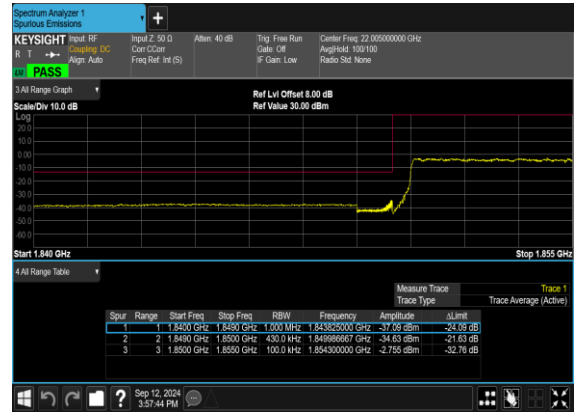 Spectrum Analyzer 1
Spurious Emissions
+
KEYSIGHT Input: RF Input Z: 50 Ω Atten: 40 dB Trig: Free Run Center Freq: 22.005000000 GHz
R T Coupling: DC Corr CCorr Gate: Off Avg|Hold: 100/100
Align: Auto Freq Ref: Int (S) IF Gain: Low Radio Std: None
PASS
3 All Range Graph
Ref Lvl Offset 8.00 dB
Scale/Div 10.0 dB Ref Value 30.00 dBm
Log
20.0
10.0
0.00
-10.0
-20.0
-30.0
-40.0
-50.0
-60.0
Start 1.840 GHz Stop 1.855 GHz
4 All Range Table
Measure Trace Trace 1
Trace Type Trace Average (Active)
Spur Range Start Freq Stop Freq RBW Frequency Amplitude ΔLimit
1 1 1.8400 GHz 1.8490 GHz 1.000 MHz 1.843825000 GHz -37.09 dBm -24.09 dB
2 2 1.8490 GHz 1.8500 GHz 430.0 kHz 1.849986667 GHz -34.63 dBm -21.63 dB
3 3 1.8500 GHz 1.8550 GHz 100.0 kHz 1.854300000 GHz -2.755 dBm -32.76 dB
? Sep 12, 2024
3:57:44 PM